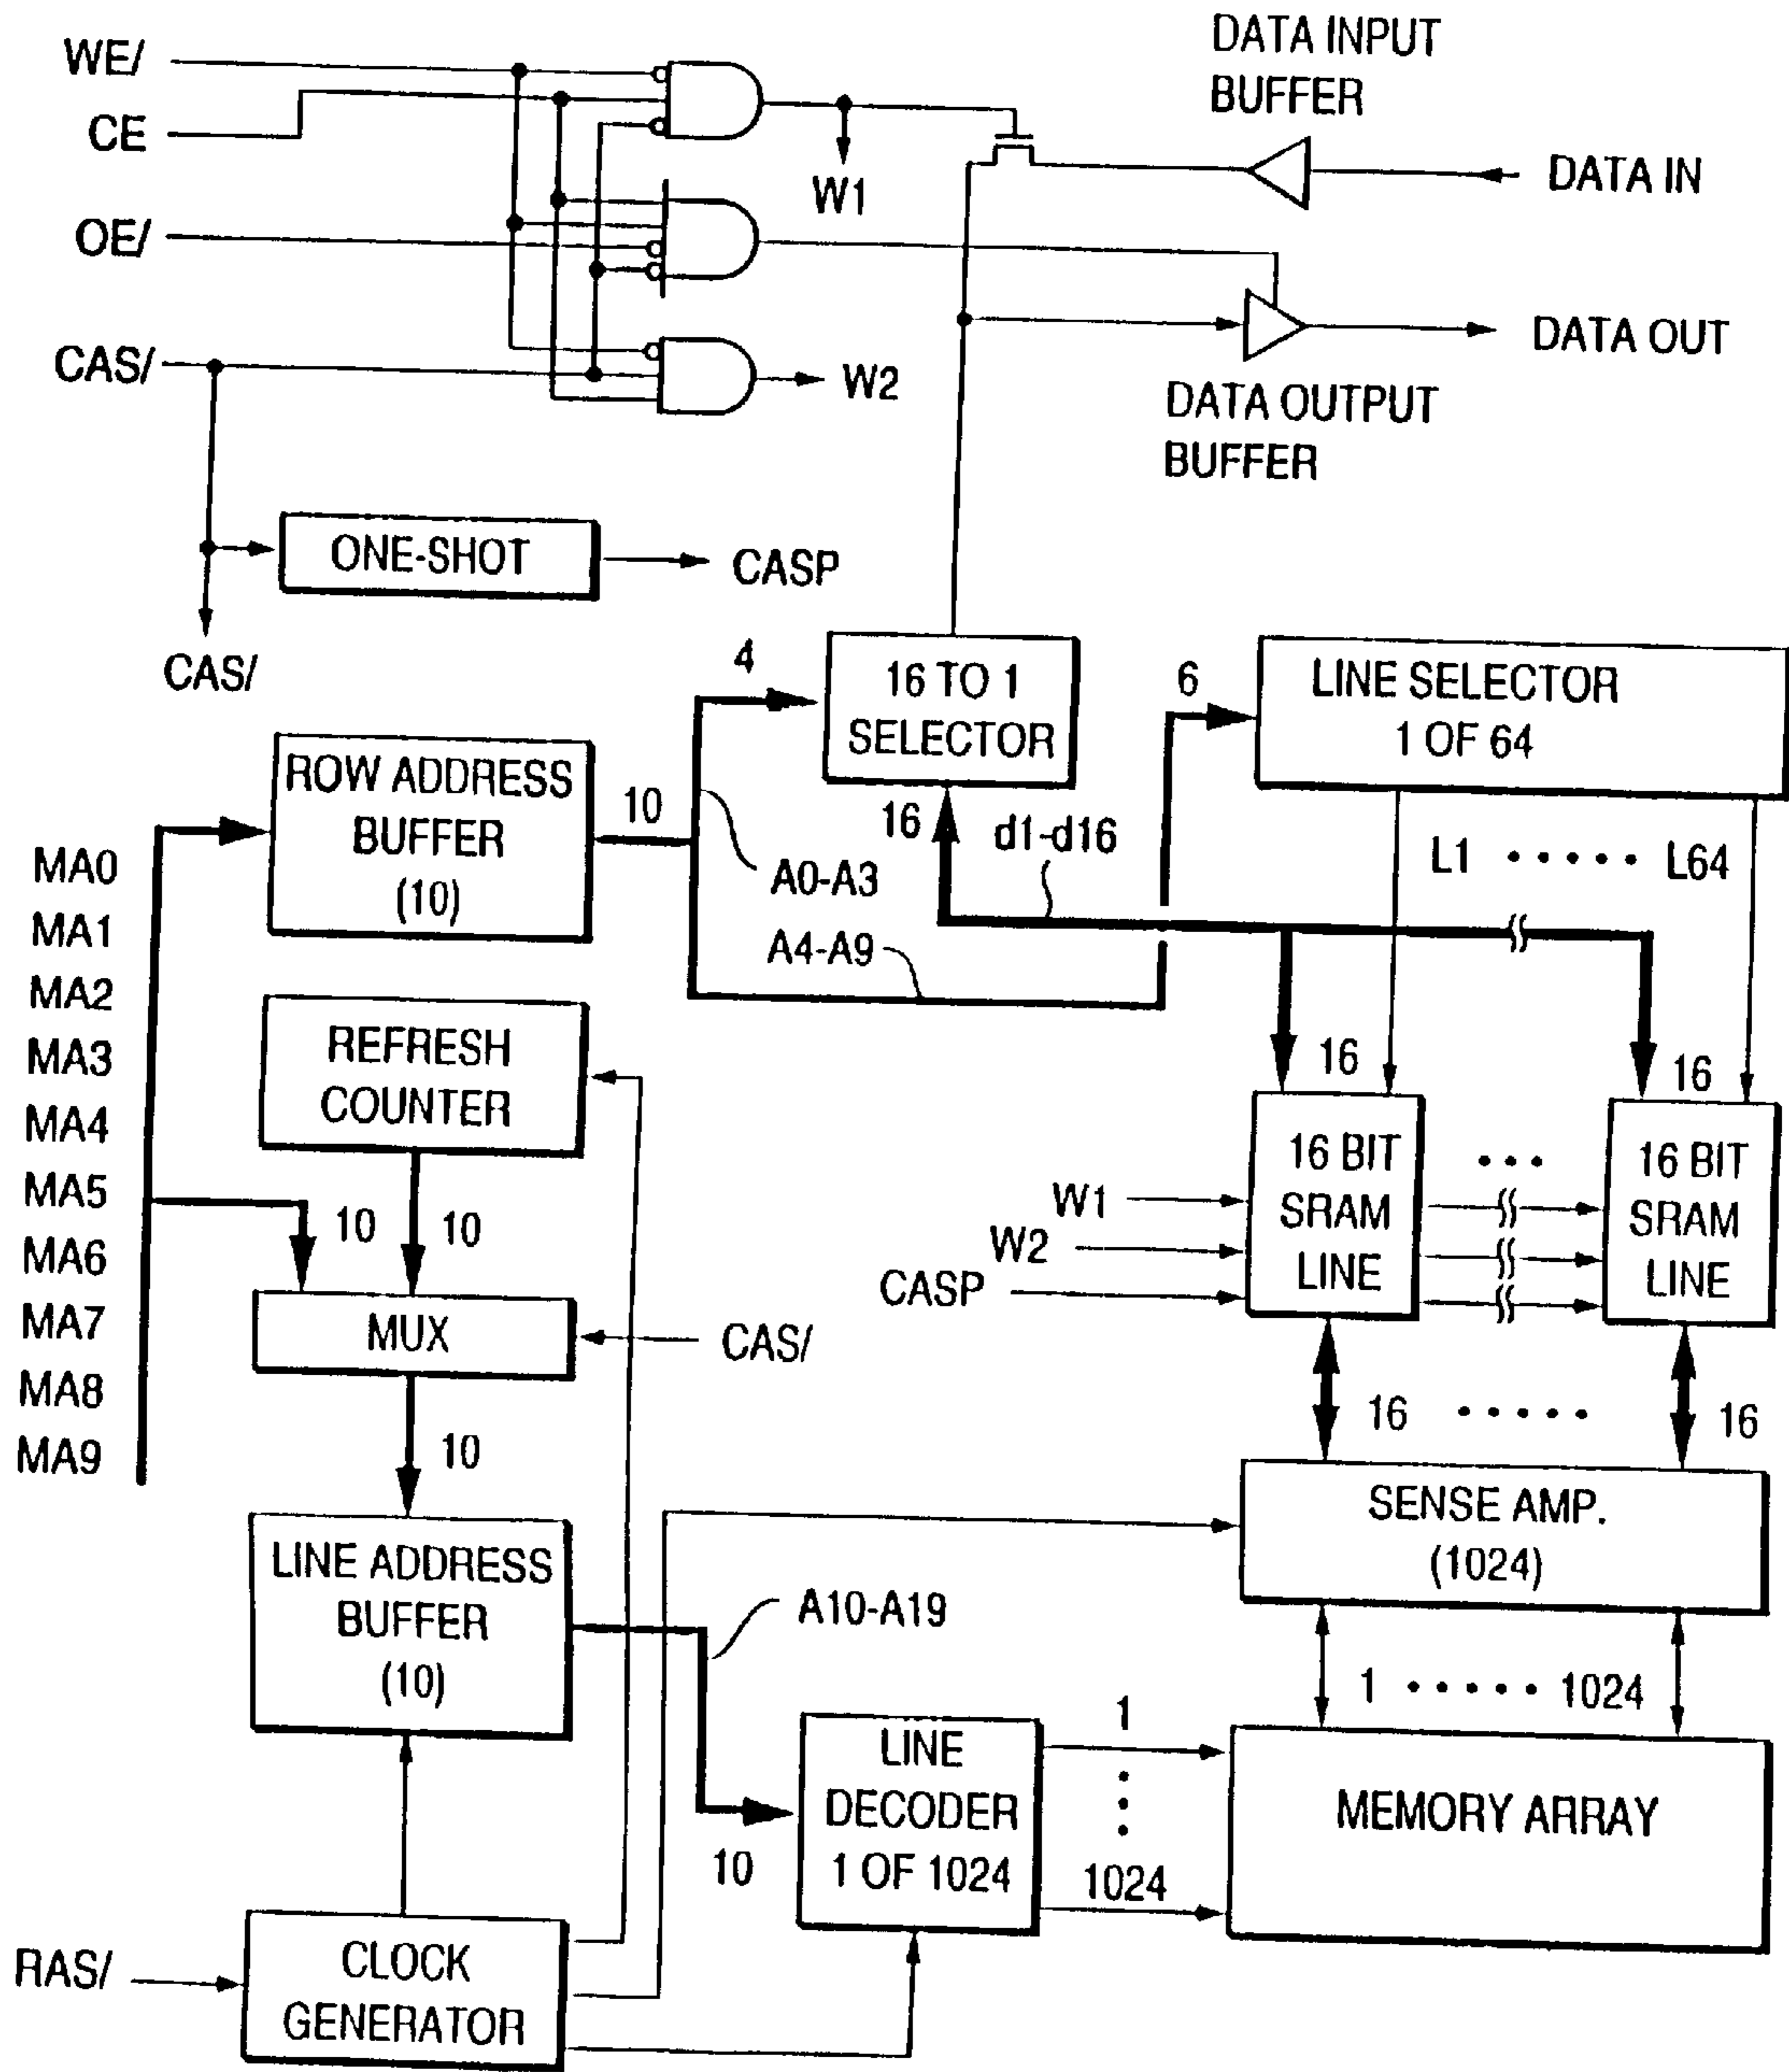 WE/
CE
OE/
CAS/
W1
W2
DATA INPUT
BUFFER
DATA IN
DATA OUT
DATA OUTPUT
BUFFER
ONE-SHOT
CASP
CAS/
4
16 TO 1
SELECTOR
16
6
LINE SELECTOR
1 OF 64
L1 ..... L64
ROW ADDRESS
BUFFER
(10)
10
A0-A3
A4-A9
d1-d16
MA0
MA1
MA2
MA3
MA4
MA5
MA6
MA7
MA8
MA9
REFRESH
COUNTER
10
10
MUX
CAS/
10
16
16
16 BIT
SRAM
LINE
...
16 BIT
SRAM
LINE
W1
W2
CASP
16 ..... 16
SENSE AMP.
(1024)
LINE ADDRESS
BUFFER
(10)
A10-A19
10
1 ..... 1024
LINE
DECODER
1 OF 1024
1
1024
MEMORY ARRAY
RAS/
CLOCK
GENERATOR